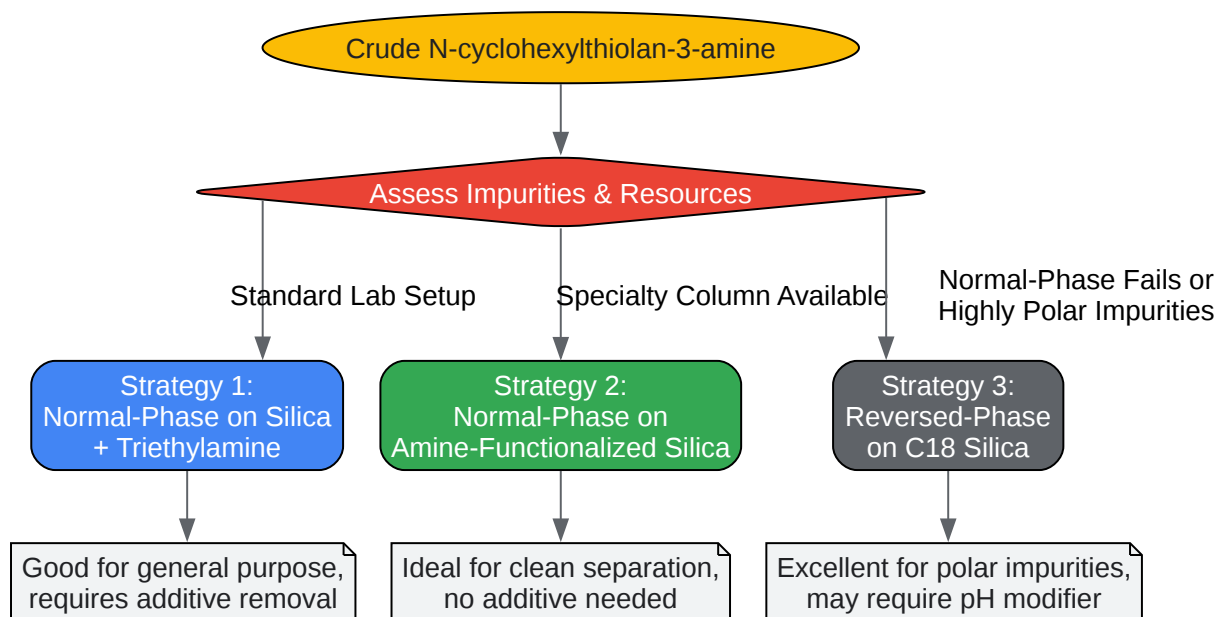 Crude N-cyclohexylthiolan-3-amine
Assess Impurities & Resources
Standard Lab Setup
Specialty Column Available
Normal-Phase Fails or
Highly Polar Impurities
Strategy 1:
Normal-Phase on Silica
+ Triethylamine
Strategy 2:
Normal-Phase on
Amine-Functionalized Silica
Strategy 3:
Reversed-Phase
on C18 Silica
Good for general purpose,
requires additive removal
Ideal for clean separation,
no additive needed
Excellent for polar impurities,
may require pH modifier